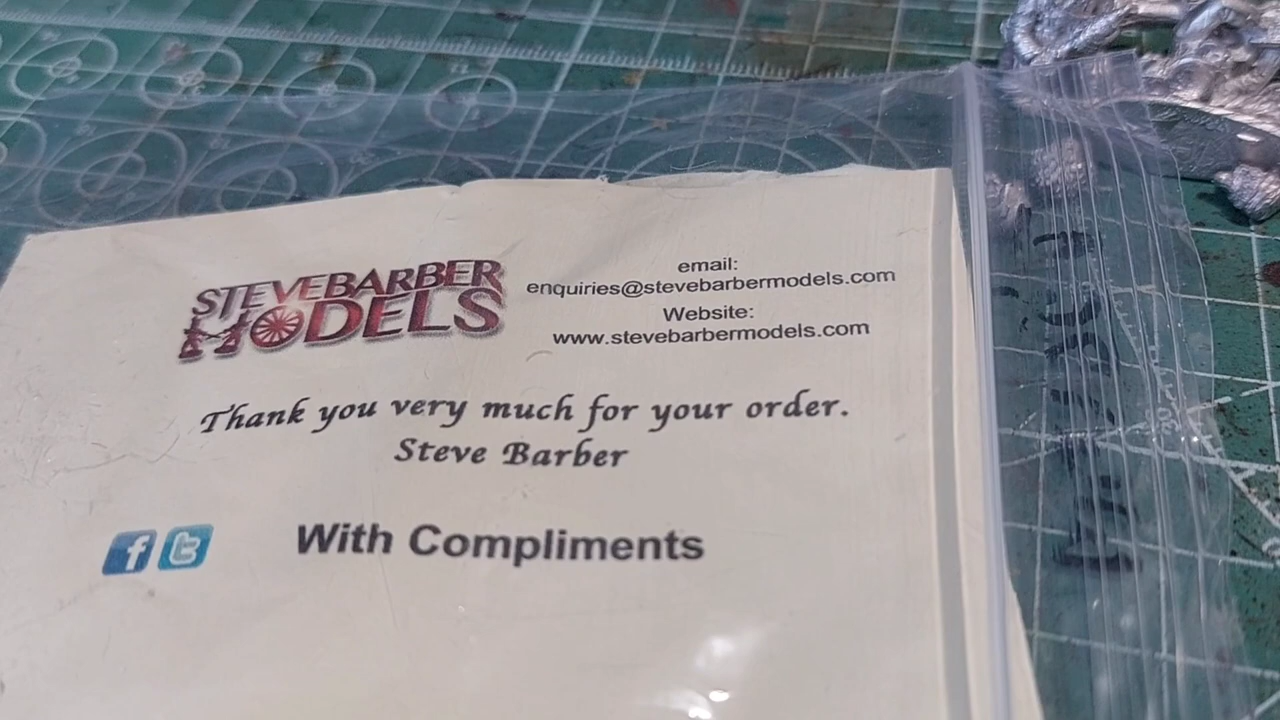 STEVEBARBER
MODELS
email:
enquiries@stevebarbermodels.com
Website:
www.stevebarbermodels.com
Thank you very much for your order.
Steve Barber
With Compliments